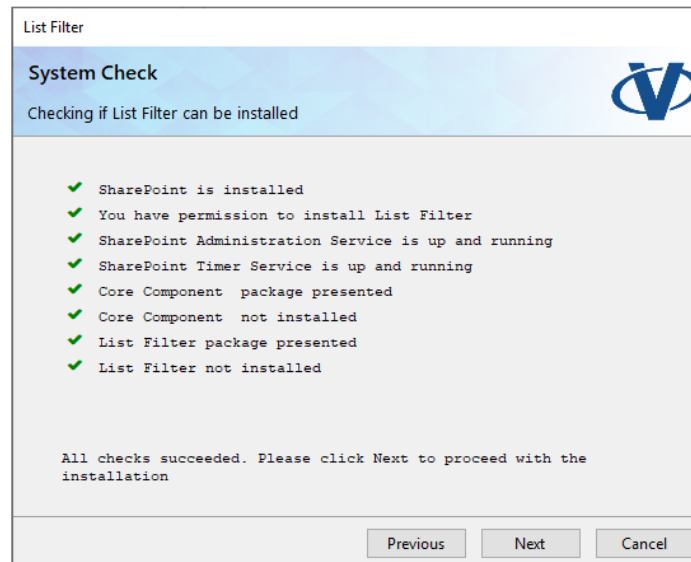 List Filter
System Check
Checking if List Filter can be installed
SharePoint is installed
You have permission to install List Filter
SharePoint Administration Service is up and running
SharePoint Timer Service is up and running
Core Component  package presented
Core Component  not installed
List Filter package presented
List Filter not installed
All checks succeeded. Please click Next to proceed with the
installation
Previous Next Cancel